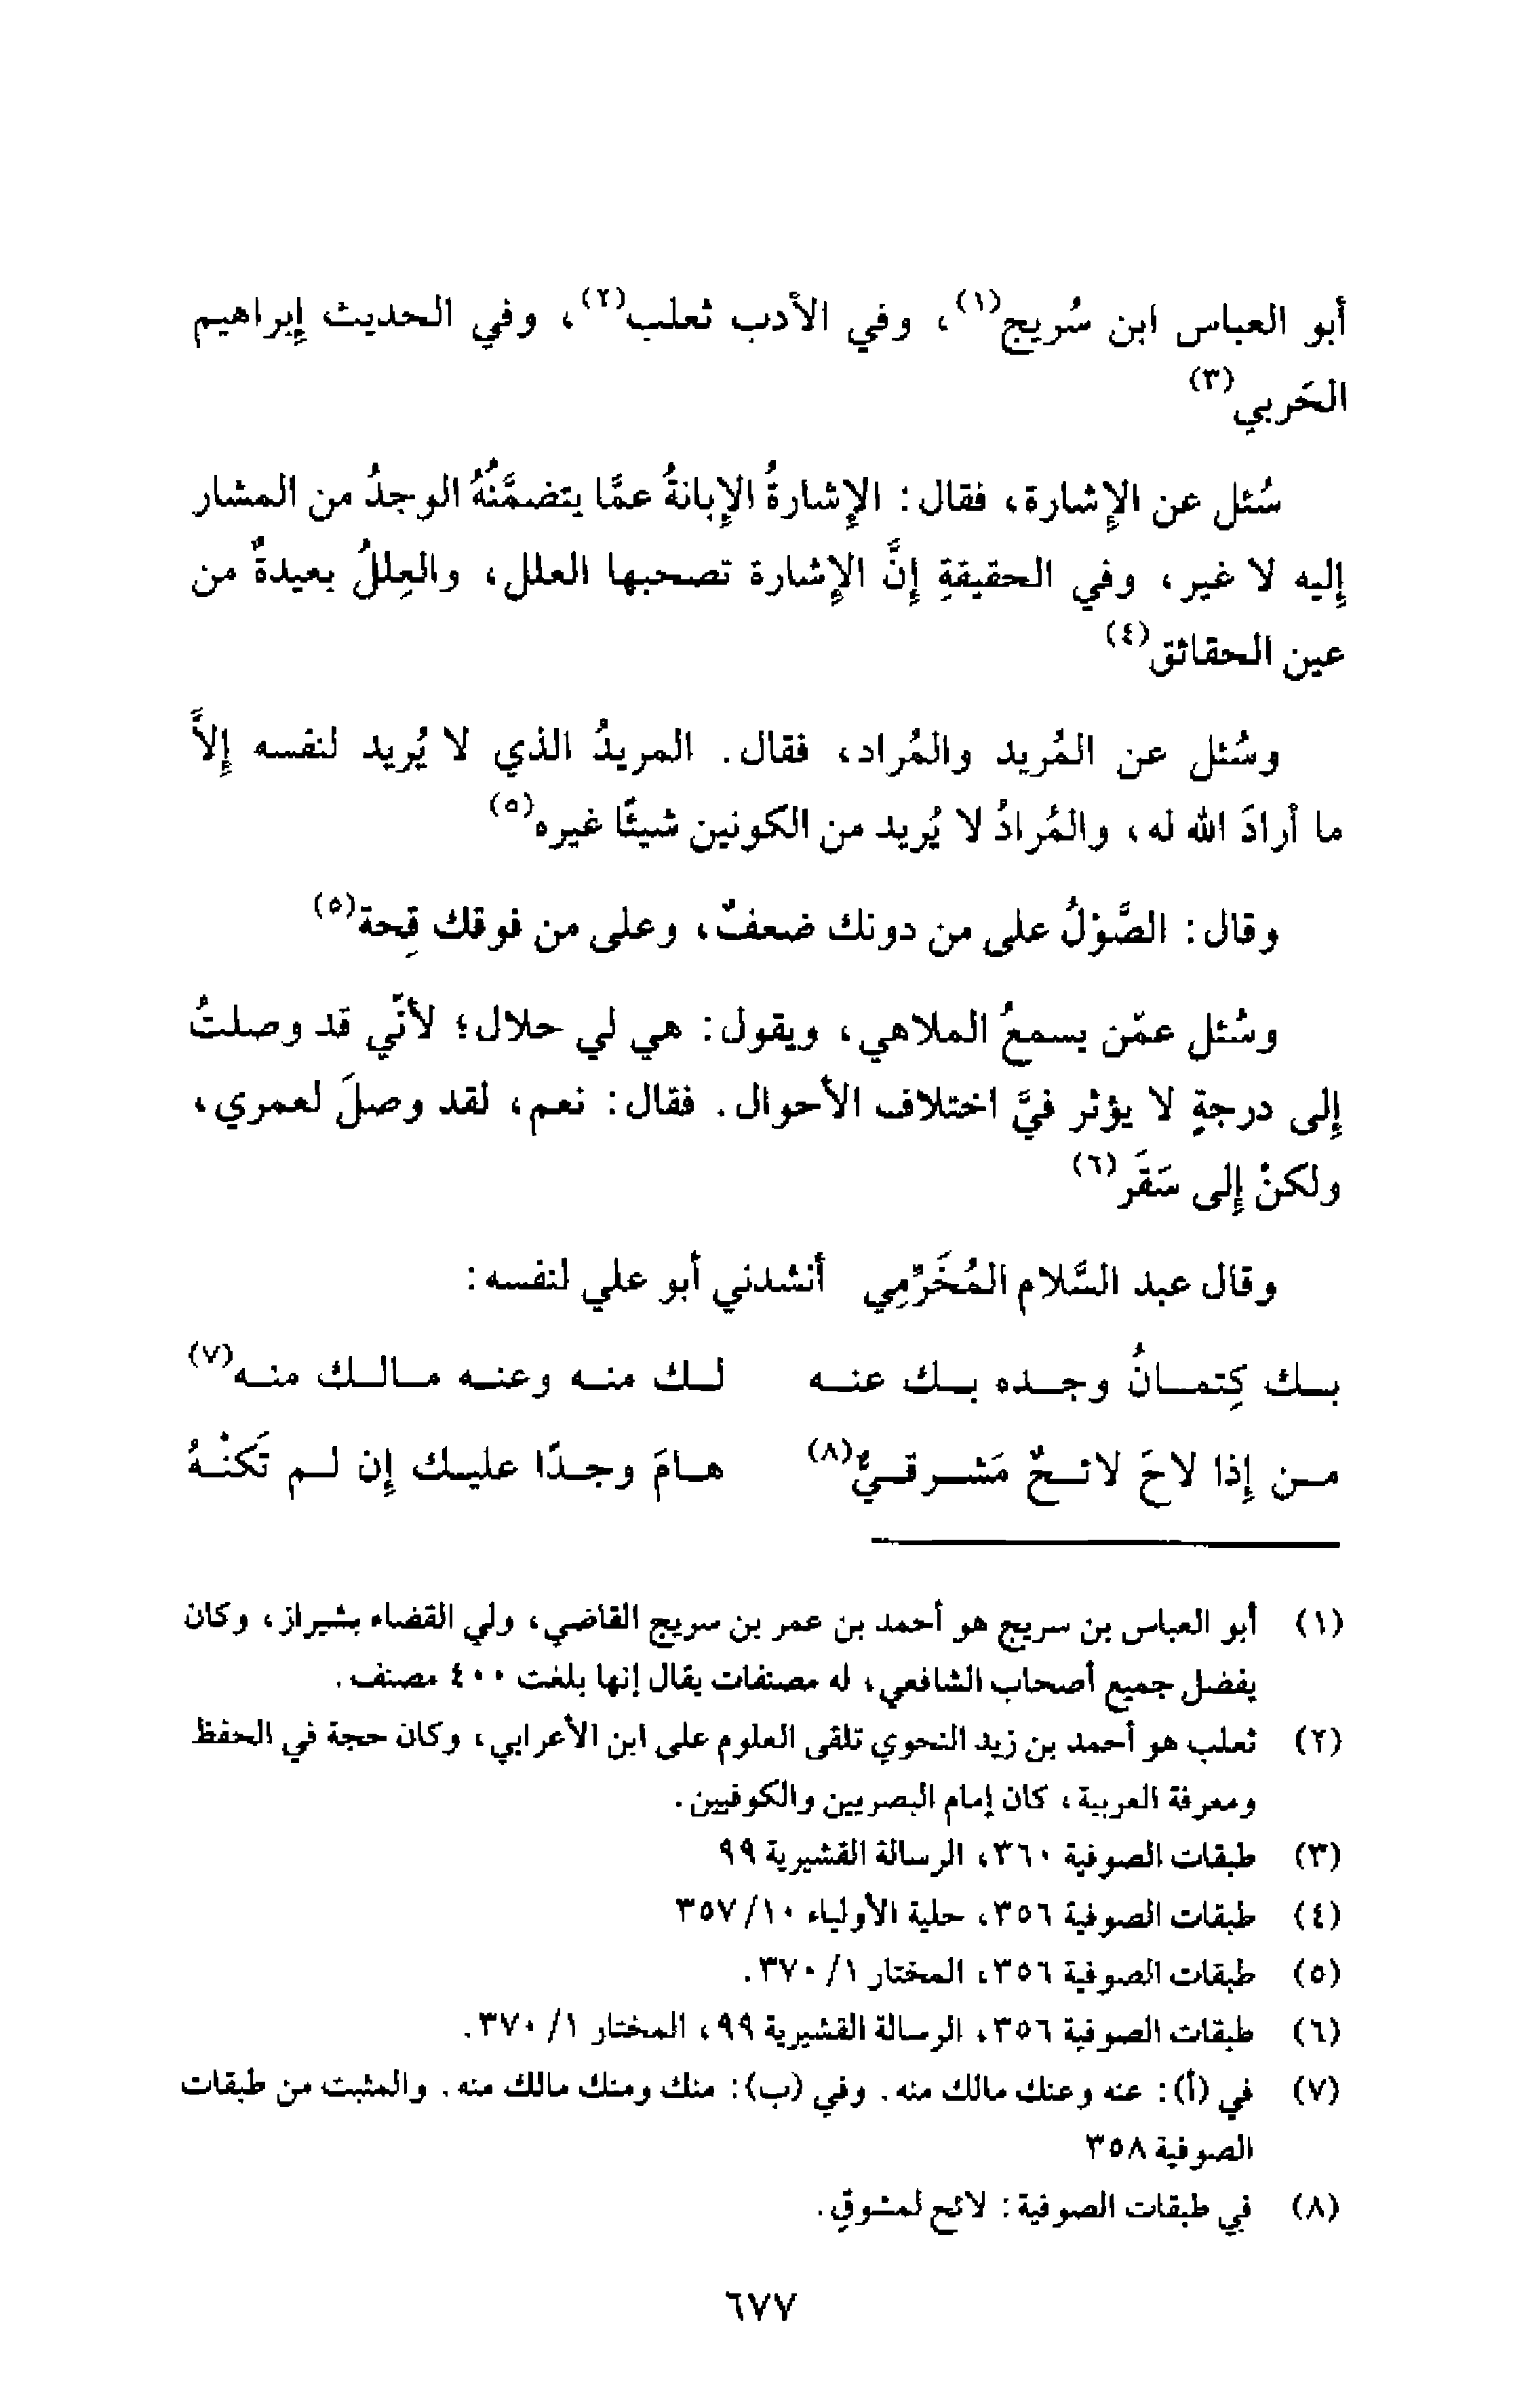 أبو العباس ابن سُريج(١)، وفي الأدب ثعلب(٢)، وفي الحديث إبراهيم
الحَربي(٣)
سُئل عن الإشارة، فقال: الإشارةُ الإبانةُ عمَّا يتضمَّنُهُ الوجدُ من المشار
إليه لا غير، وفي الحقيقةِ إنَّ الإشارة تصحبها العلل، والعِللُ بعيدةٌ من
عين الحقائق(٤)
وسُئل عن المُريد والمُراد، فقال. المريدُ الذي لا يُريد لنفسه إلاَّ
ما أرادَ الله له، والمُرادُ لا يُريد من الكونين شيئًا غيره(٥)
وقال: الصَّوْلُ على من دونك ضعفٌ، وعلى من فوقك قِحة(٥)
وسُئل عمّن يسمعُ الملاهي، ويقول: هي لي حلال؛ لأنّي قد وصلتُ
إلى درجةٍ لا يؤثر فيَّ اختلاف الأحوال. فقال: نعم، لقد وصلَ لعمري،
ولكنْ إلى سَقَر(٦)
وقال عبد السَّلام المُخَرِّمِي أنشدني أبو علي لنفسه:
بـك كِتمـانُ وجـده بـك عنـه لـك منـه وعنـه مـالـك منـه(٧)
مـن إذا لاحَ لائـحٌ مَشـرقـيٌّ(٨) هـامَ وجـدًا عليـك إن لـم تَكنْـهُ
(١) أبو العباس بن سريج هو أحمد بن عمر بن سريج القاضي، ولي القضاء بشيراز، وكان
يفضل جميع أصحاب الشافعي، له مصنفات يقال إنها بلغت ٤٠٠ مصنف.
(٢) ثعلب هو أحمد بن زيد النحوي تلقى العلوم على ابن الأعرابي، وكان حجة في الحفظ
ومعرفة العربية، كان إمام البصريين والكوفيين.
(٣) طبقات الصوفية ٣٦٠، الرسالة القشيرية ٩٩
(٤) طبقات الصوفية ٣٥٦، حلية الأولياء ١٠/ ٣٥٧
(٥) طبقات الصوفية ٣٥٦، المختار ١/ ٣٧٠.
(٦) طبقات الصوفية ٣٥٦، الرسالة القشيرية ٩٩، المختار ١/ ٣٧٠.
(٧) في (أ): عنه وعنك مالك منه. وفي (ب): منك ومنك مالك منه. والمثبت من طبقات
الصوفية ٣٥٨
(٨) في طبقات الصوفية: لائح لمشوقٍ.
٦٧٧